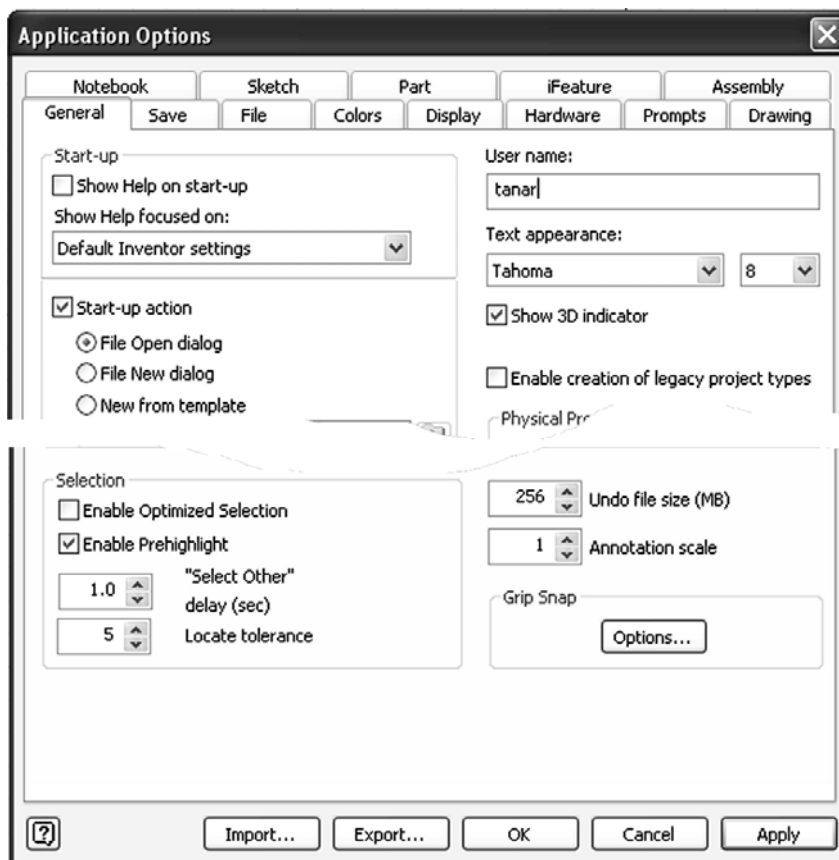 Application Options
Notebook Sketch Part iFeature Assembly
General Save File Colors Display Hardware Prompts Drawing
Start-up
Show Help on start-up
Show Help focused on:
Default Inventor settings
Start-up action
File Open dialog
File New dialog
New from template
User name:
tanar
Text appearance:
Tahoma 8
Show 3D indicator
Enable creation of legacy project types
Physical
Selection
Enable Optimized Selection
Enable Prehighlight
1.0 "Select Other"
delay (sec)
5 Locate tolerance
256 Undo file size (MB)
1 Annotation scale
Grip Snap
Options...
Import... Export... OK Cancel Apply